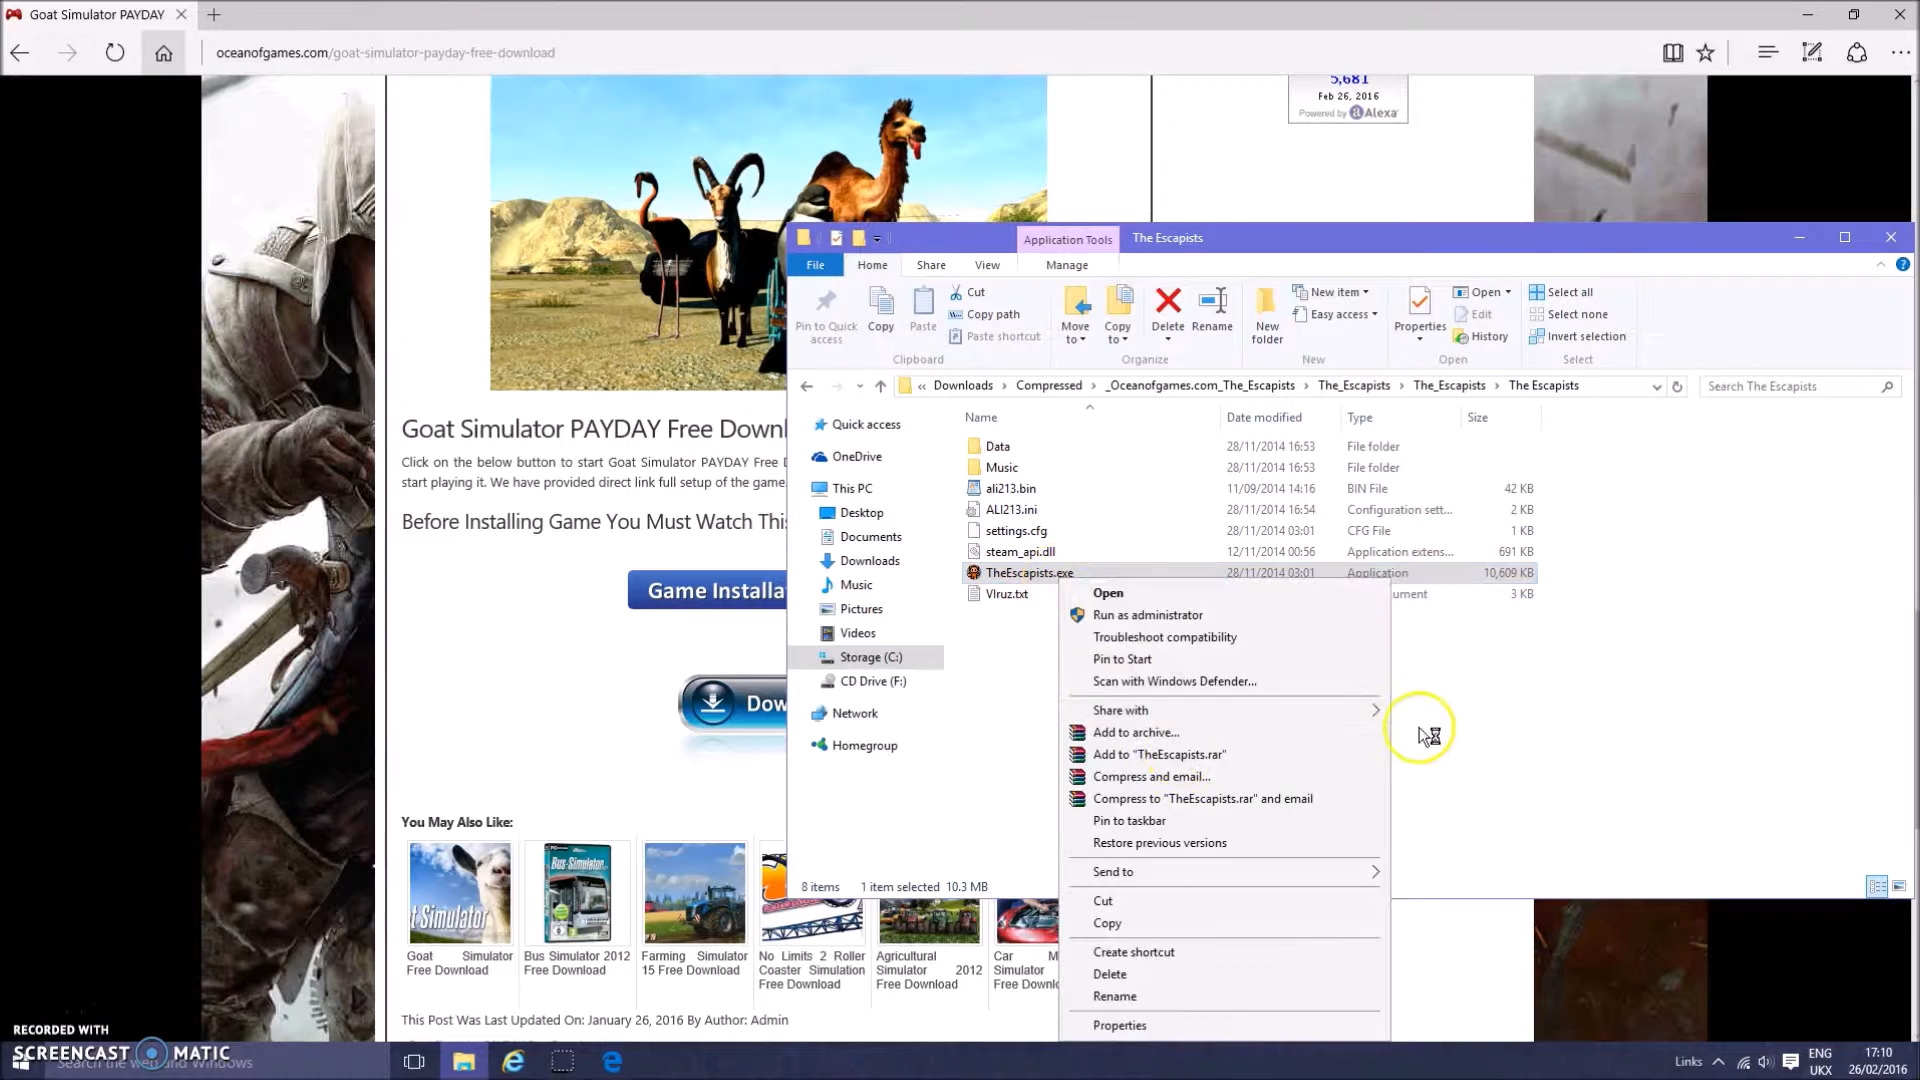 Goat Simulator PAYDAY
oceanofgames.com/goat-simulator-payday-free-download
5,681
Feb 26, 2016
Powered by Alexa
Goat Simulator PAYDAY Free Downl
Click on the below button to start Goat Simulator PAYDAY Free D
start playing it. We have provided direct link full setup of the game.
Before Installing Game You Must Watch This
Game Installa
Dow
You May Also Like:
t Simulator
Bus-Simulator
Goat Simulator
Free Download
Bus Simulator 2012
Free Download
Farming Simulator
15 Free Download
No Limits 2 Roller
Coaster Simulation
Free Download
Agricultural
Simulator 2012
Free Download
Car M
Simulator
Free Downlo
This Post Was Last Updated On: January 26, 2016 By Author: Admin
Application Tools
The Escapists
File
Home
Share
View
Manage
Pin to Quick
access
Copy
Paste
Cut
Copy path
Paste shortcut
Clipboard
Move
to
Copy
to
Delete
Rename
Organize
New
folder
New item
Easy access
New
Properties
Open
Edit
History
Open
Select all
Select none
Invert selection
Select
« Downloads > Compressed > _Oceanofgames.com_The_Escapists > The_Escapists > The_Escapists > The Escapists
Search The Escapists
Quick access
OneDrive
This PC
Desktop
Documents
Downloads
Music
Pictures
Videos
Storage (C:)
CD Drive (F:)
Network
Homegroup
Name Date modified Type Size
Data 28/11/2014 16:53 File folder
Music 28/11/2014 16:53 File folder
ali213.bin 11/09/2014 14:16 BIN File 42 KB
ALI213.ini 28/11/2014 16:54 Configuration sett... 2 KB
settings.cfg 28/11/2014 03:01 CFG File 1 KB
steam_api.dll 12/11/2014 00:56 Application extens... 691 KB
TheEscapists.exe 28/11/2014 03:01 Application 10,609 KB
VIruz.txt ument 3 KB
Open
Run as administrator
Troubleshoot compatibility
Pin to Start
Scan with Windows Defender...
Share with
Add to archive...
Add to "TheEscapists.rar"
Compress and email...
Compress to "TheEscapists.rar" and email
Pin to taskbar
Restore previous versions
Send to
Cut
Copy
Create shortcut
Delete
Rename
Properties
8 items 1 item selected 10.3 MB
RECORDED WITH
SCREENCAST MATIC
Search the web and Windows
Links
ENG
UKX
17:10
26/02/2016